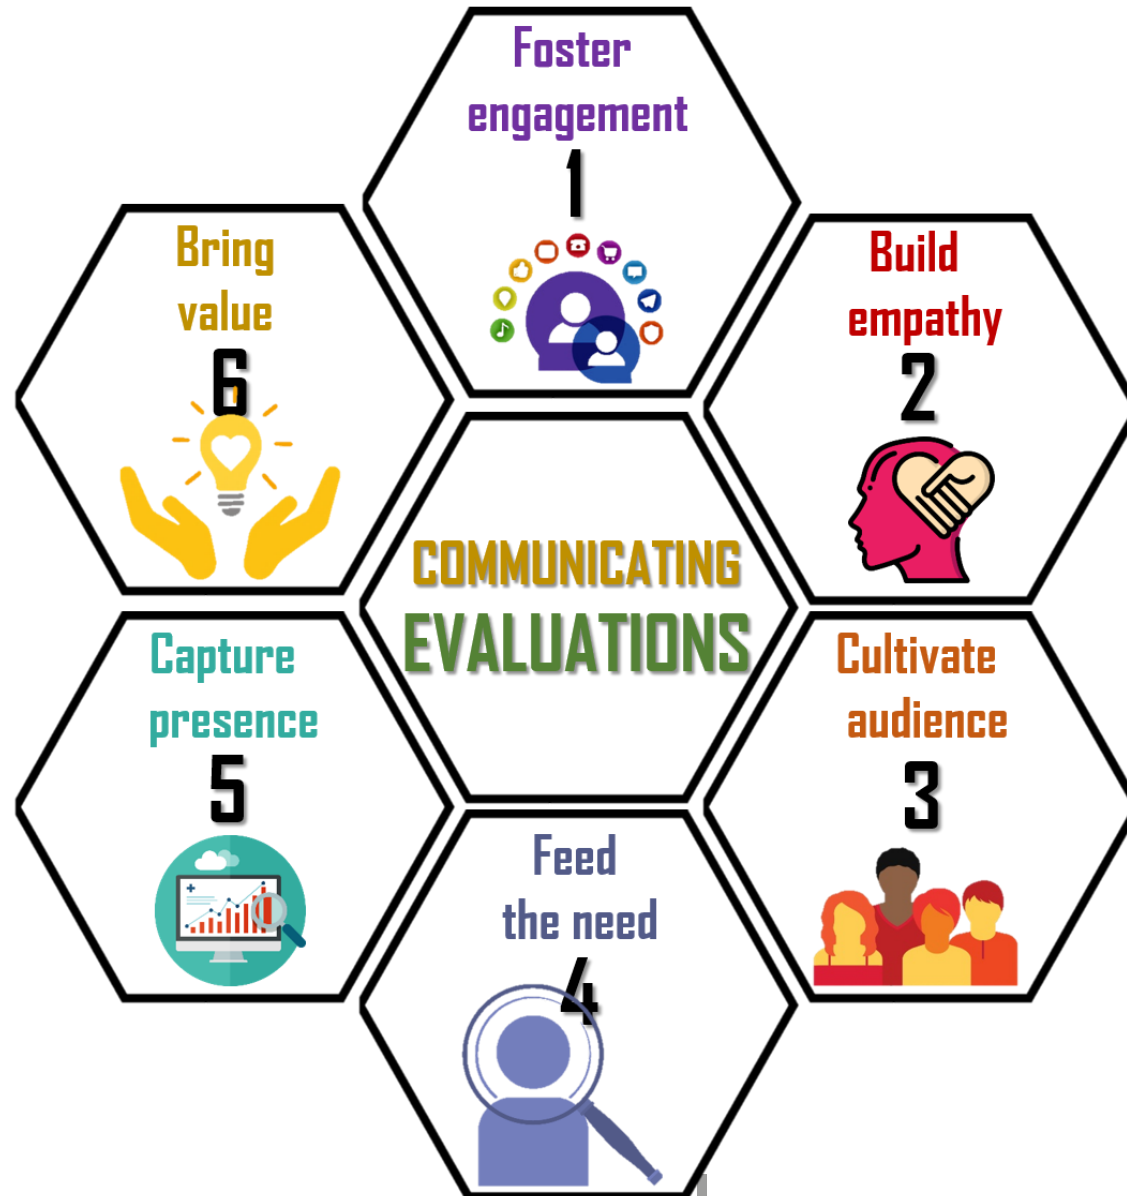 Foster
engagement
1
Build
empathy
2
Cultivate
audience
3
Feed
the need
4
Capture
presence
5
Bring
value
6
COMMUNICATING
EVALUATIONS